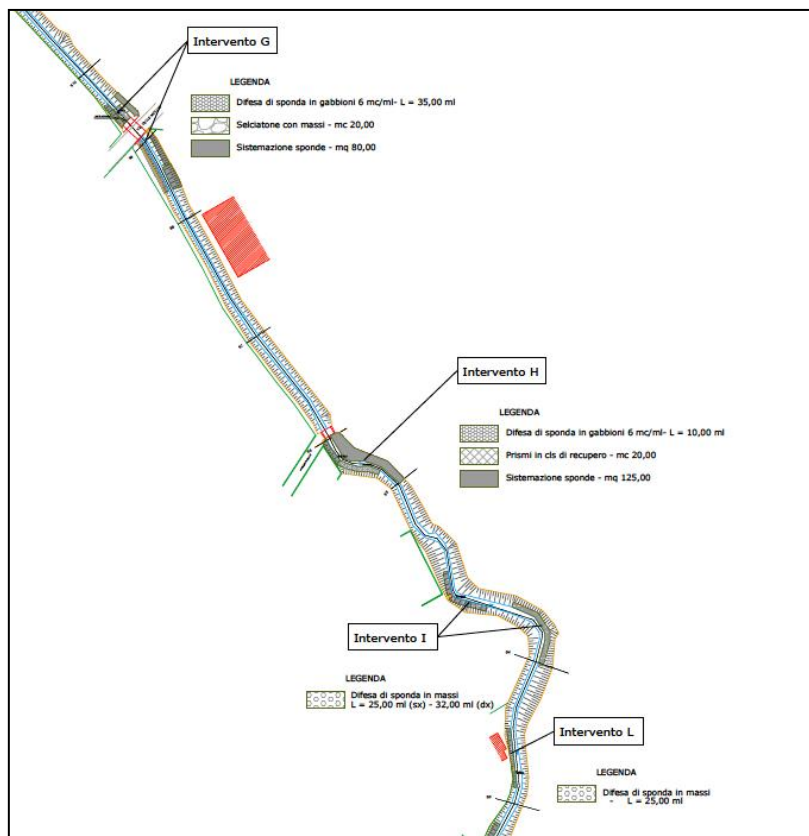 Intervento G
LEGENDA
Difesa di sponda in gabbioni 6 mc/ml- L = 35,00 ml
Selciatone con massi - mc 20,00
Sistemazione sponde - mq 80,00
Intervento H
LEGENDA
Difesa di sponda in gabbioni 6 mc/ml- L = 10,00 ml
Prismi in cls di recupero - mc 20,00
Sistemazione sponde - mq 125,00
Intervento I
LEGENDA
Difesa di sponda in massi
L = 25,00 ml (sx) - 32,00 ml (dx)
Intervento L
LEGENDA
Difesa di sponda in massi
- L = 25,00 ml